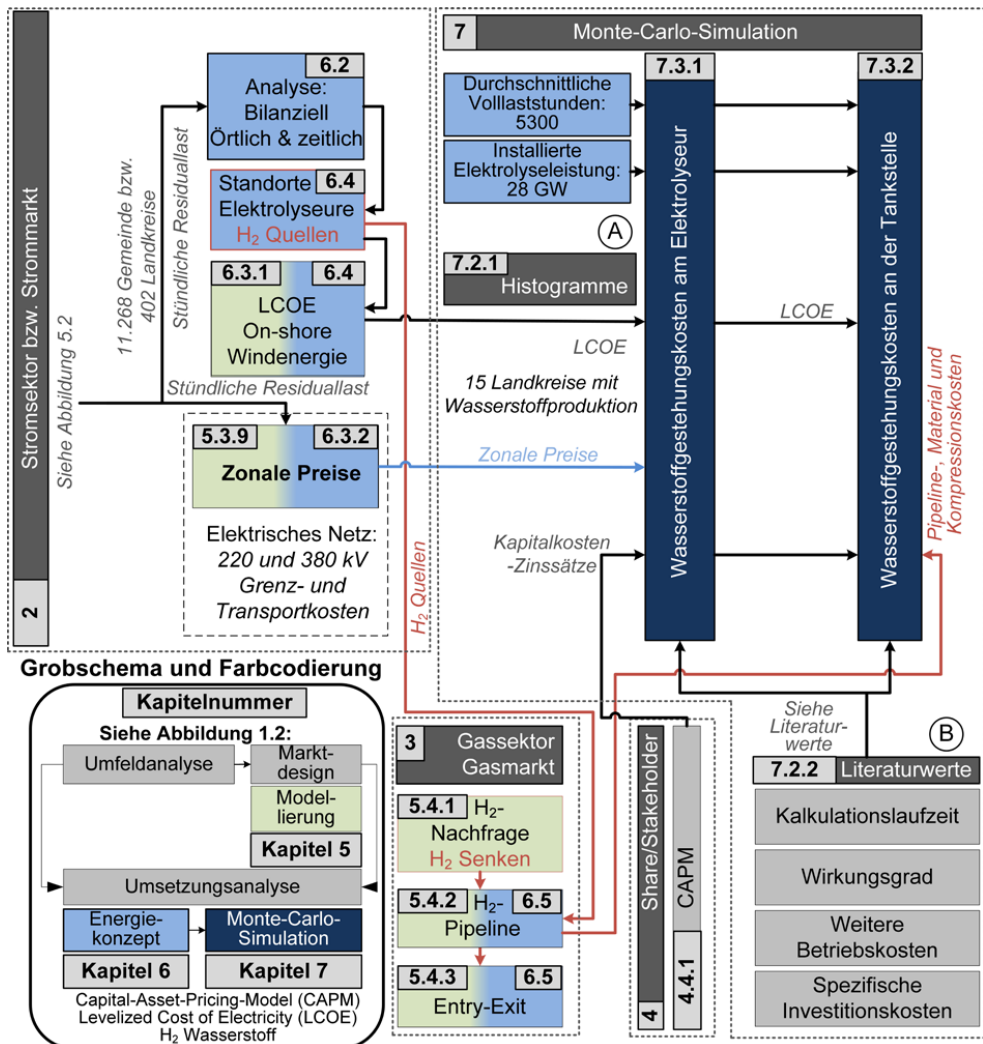 Stromsektor bzw. Strommarkt
2
Siehe Abbildung 5.2
11.268 Gemeinde bzw.
402 Landkreise
Stündliche Residuallast
6.2
Analyse:
Bilanziell
Örtlich & zeitlich
Standorte
6.4
Elektrolyseure
H₂ Quellen
6.3.1
6.4
LCOE
On-shore
Windenergie
Stündliche Residuallast
5.3.9
6.3.2
Zonale Preise
Elektrisches Netz:
220 und 380 kV
Grenz- und
Transportkosten
H₂ Quellen
7
Monte-Carlo-Simulation
Durchschnittliche
Volllaststunden:
5300
Installierte
Elektrolyseleistung:
28 GW
A
7.2.1
Histogramme
LCOE
15 Landkreise mit
Wasserstoffproduktion
Zonale Preise
Kapitalkosten
-Zinssätze
7.3.1
Wasserstoffgestehungskosten am Elektrolyseur
LCOE
7.3.2
Wasserstoffgestehungskosten an der Tankstelle
Pipeline-, Material und
Kompressionskosten
Grobschema und Farbcodierung
Kapitelnummer
Siehe Abbildung 1.2:
Umfeldanalyse
Markt-
design
Model-
lierung
Kapitel 5
Umsetzungsanalyse
Energie-
konzept
Monte-Carlo-
Simulation
Kapitel 6
Kapitel 7
Capital-Asset-Pricing-Model (CAPM)
Levelized Cost of Electricity (LCOE)
H₂ Wasserstoff
3
Gassektor
Gasmarkt
5.4.1
H₂-
Nachfrage
H₂ Senken
5.4.2
H₂-
6.5
Pipeline
5.4.3
6.5
Entry-Exit
Share/Stakeholder
4
CAPM
4.4.1
Siehe
Literatur-
werte
B
7.2.2
Literaturwerte
Kalkulationslaufzeit
Wirkungsgrad
Weitere
Betriebskosten
Spezifische
Investitionskosten